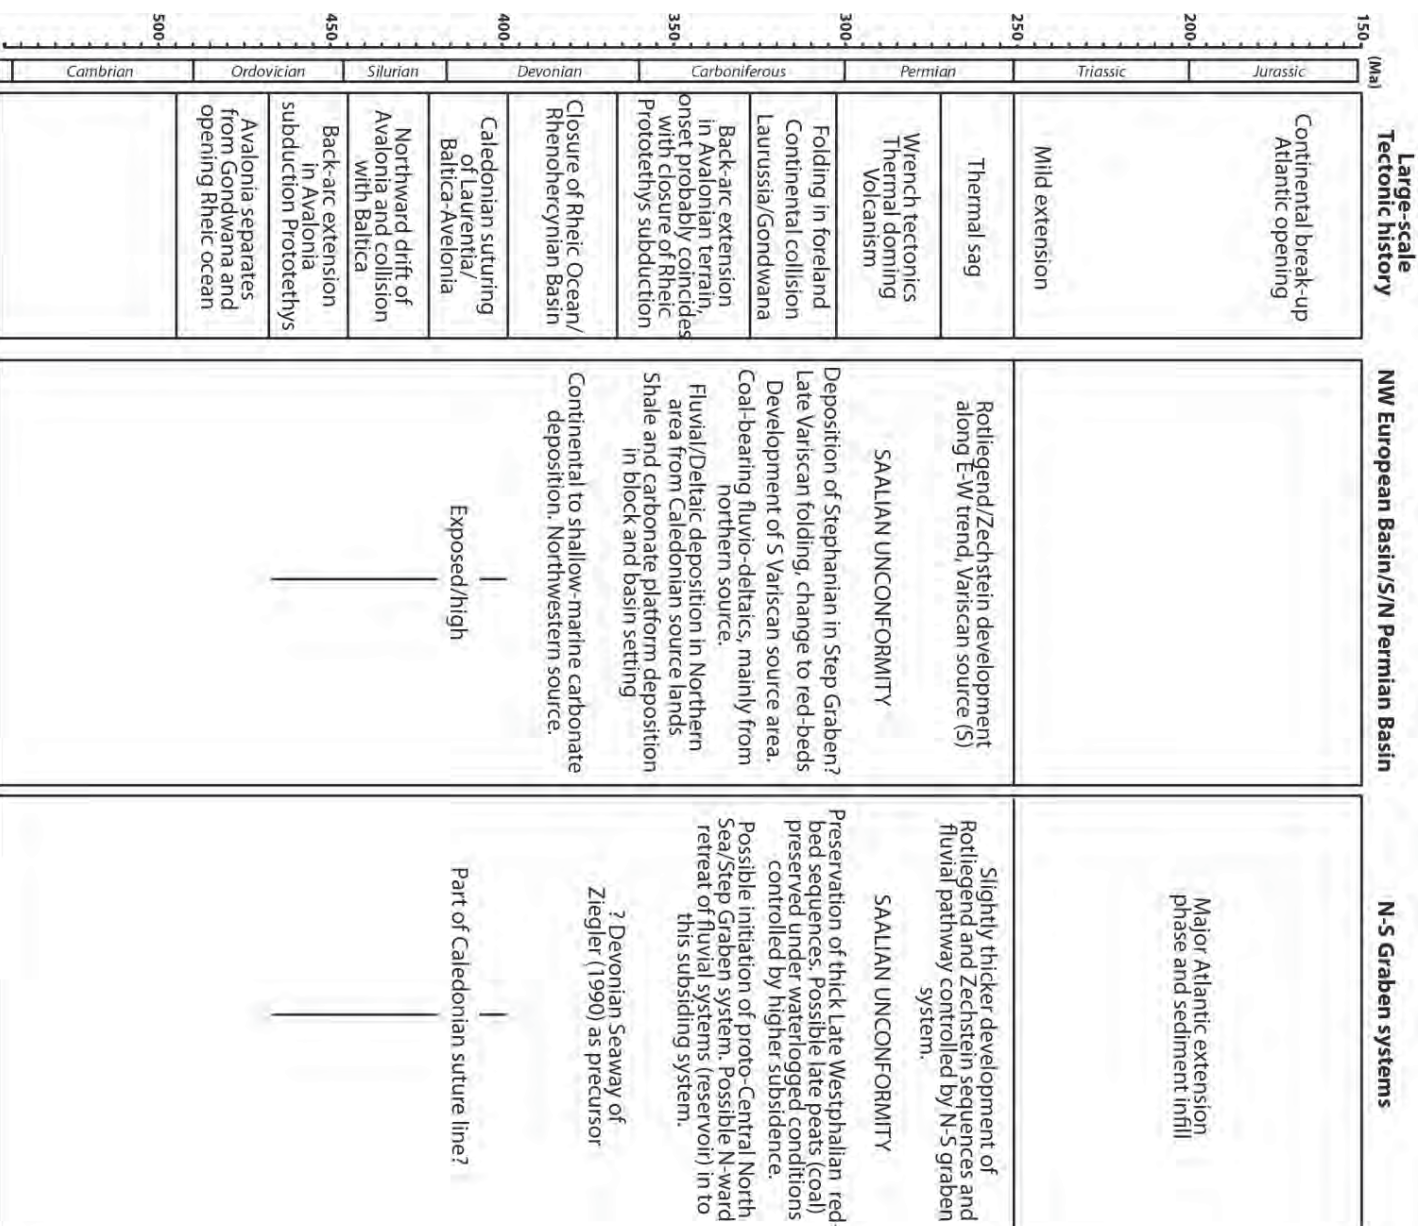 (Ma)
150
200
250
300
350
400
450
500
Jurassic
Triassic
Permian
Carboniferous
Devonian
Silurian
Ordovician
Cambrian
Large-scale
Tectonic history
Continental break-up
Atlantic opening
Mild extension
Thermal sag
Wrench tectonics
Thermal doming
Volcanism
Folding in foreland
Continental collision
Laurussia/Gondwana
Back-arc extension
in Avalonian terrain,
onset probably coincides
with closure of Rheic
Prototethys subduction
Closure of Rheic Ocean/
Rhenohercynian Basin
Caledonian suturing
of Laurentia/
Baltica-Avelonia
Northward drift of
Avalonia and collision
with Baltica
Back-arc extension
in Avalonia
subduction Prototethys
Avalonia separates
from Gondwana and
opening Rheic ocean
NW European Basin/S/N Permian Basin
Rotliegend/Zechstein development
along E-W trend, Variscan source (S)
SAALIAN UNCONFORMITY
Deposition of Stephanian in Step Graben?
Late Variscan folding, change to red-beds
Development of S Variscan source area.
Coal-bearing fluvio-deltaics, mainly from
northern source.
Fluvial/Deltaic deposition in Northern
area from Caledonian source lands
Shale and carbonate platform deposition
in block and basin setting
Continental to shallow-marine carbonate
deposition. Northwestern source.
Exposed/high
N-S Graben systems
Major Atlantic extension
phase and sediment infill
Slightly thicker development of
Rotliegend and Zechstein sequences and
fluvial pathway controlled by N-S graben
system.
SAALIAN UNCONFORMITY
Preservation of thick Late Westphalian red-
bed sequences. Possible late peats (coal)
preserved under waterlogged conditions
controlled by higher subsidence.
Possible initiation of proto-Central North
Sea/Step Graben system. Possible N-ward
retreat of fluvial systems (reservoir) in to
this subsiding system.
? Devonian Seaway of
Ziegler (1990) as precursor
Part of Caledonian suture line?